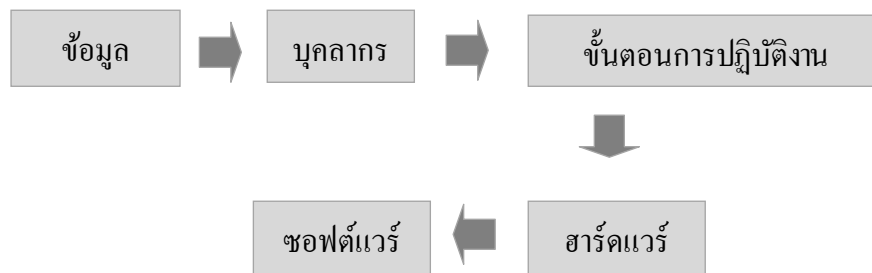 ข้อมูล
บุคลากร
ขั้นตอนการปฏิบัติงาน
ฮาร์ดแวร์
ซอฟต์แวร์